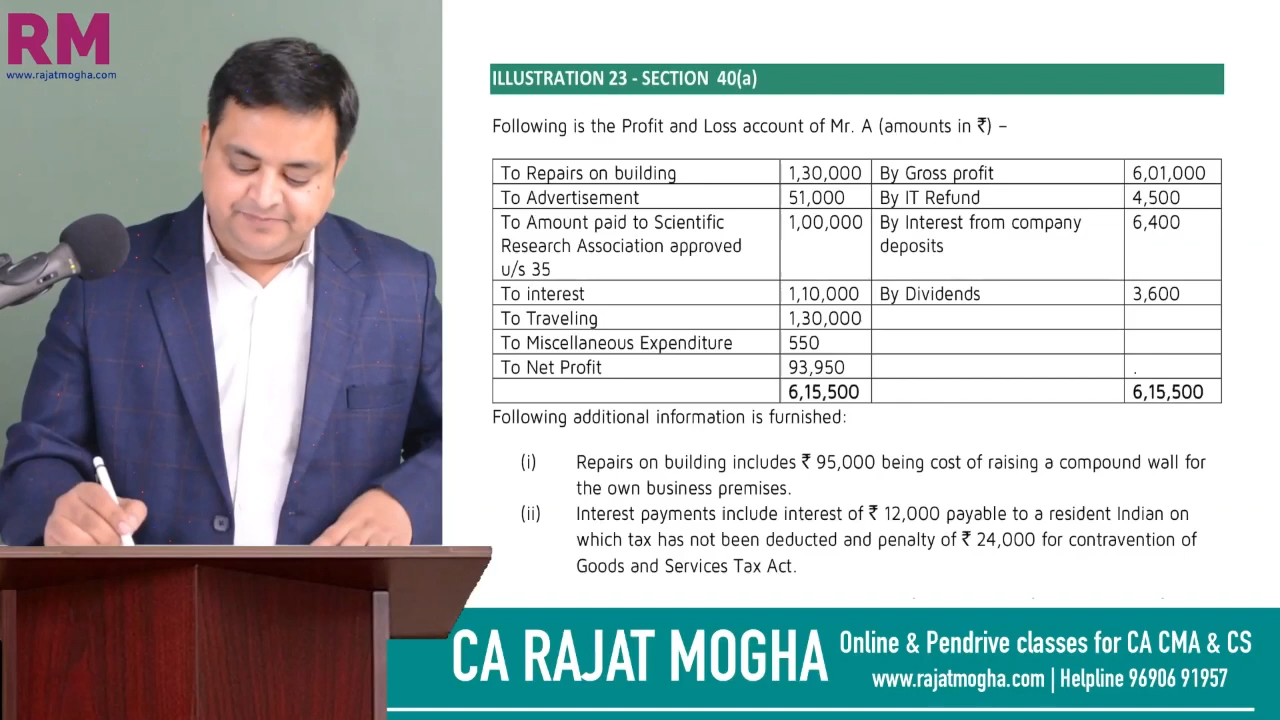 RM
www.rajatmogha.com
ILLUSTRATION 23 - SECTION 40(a)
Following is the Profit and Loss account of Mr. A (amounts in ₹) –
To Repairs on building 1,30,000 By Gross profit 6,01,000
To Advertisement 51,000 By IT Refund 4,500
To Amount paid to Scientific 1,00,000 By Interest from company 6,400
Research Association approved deposits
u/s 35
To interest 1,10,000 By Dividends 3,600
To Traveling 1,30,000
To Miscellaneous Expenditure 550
To Net Profit 93,950 .
6,15,500 6,15,500
Following additional information is furnished:
(i) Repairs on building includes ₹ 95,000 being cost of raising a compound wall for
the own business premises.
(ii) Interest payments include interest of ₹ 12,000 payable to a resident Indian on
which tax has not been deducted and penalty of ₹ 24,000 for contravention of
Goods and Services Tax Act.
CA RAJAT MOGHA
Online & Pendrive classes for CA CMA & CS
www.rajatmogha.com | Helpline 96906 91957